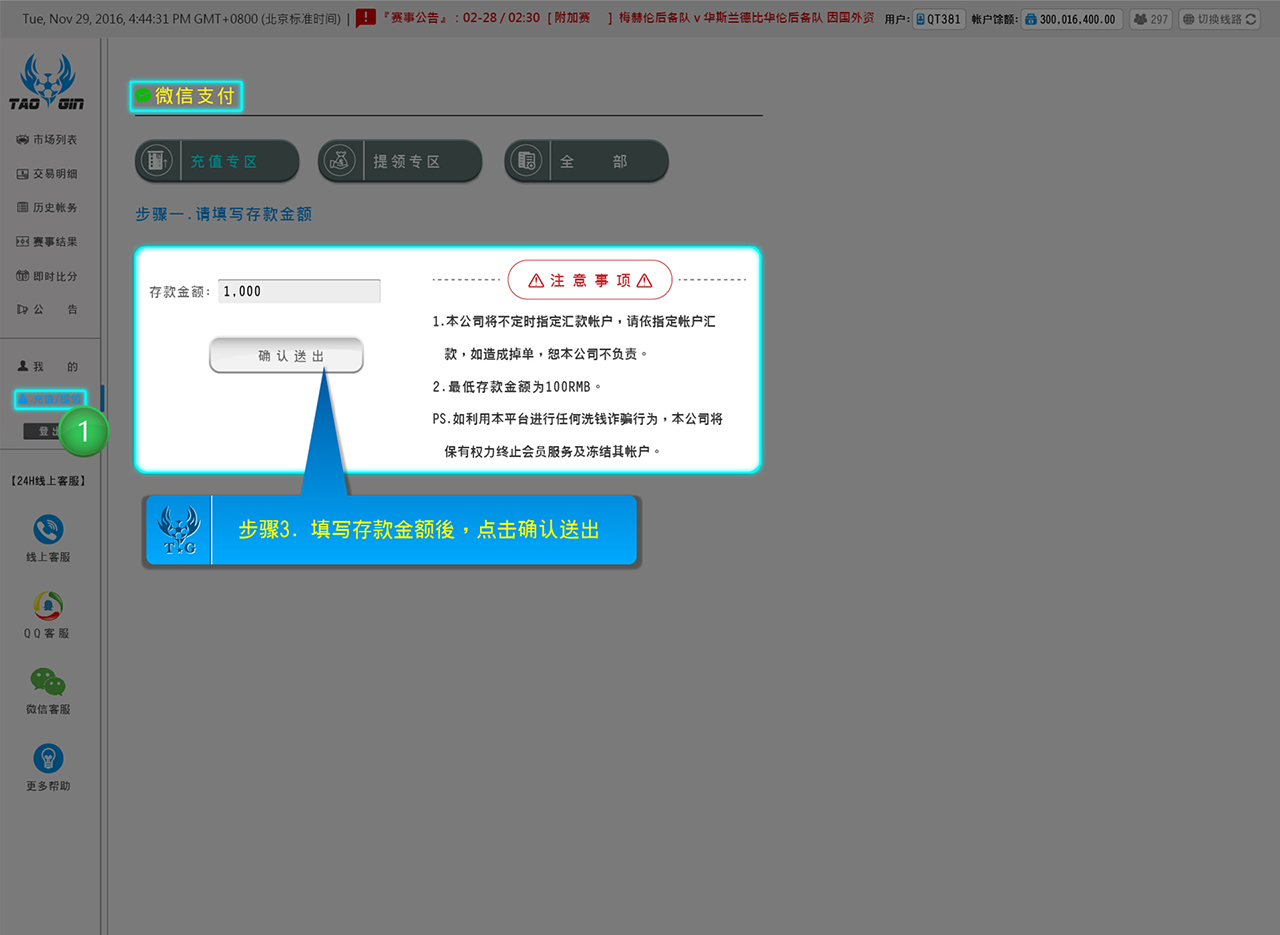 Tue, Nov 29, 2016, 4:44:31 PM GMT+0800 (北京标准时间) | ! 『赛事公告』：02-28 / 02:30 [ 附加赛 ] 梅赫伦后备队 v 华斯兰德比华伦后备队 因国外资 用户: QT381 帐户馀额: 300,016,400.00 297 切换线路
TAO GIN
市场列表
交易明细
历史帐务
赛事结果
即时比分
公 告
我 的
充值/提领
登出
1
【24H线上客服】
线上客服
QQ客服
微信客服
更多帮助
微信支付
充值专区
提领专区
全 部
步骤一.请填写存款金额
存款金额: 1,000
确认送出
注意事项
1.本公司将不定时指定汇款帐户，请依指定帐户汇
款，如造成掉单，恕本公司不负责。
2.最低存款金额为100RMB。
PS.如利用本平台进行任何洗钱诈骗行为，本公司将
保有权力终止会员服务及冻结其帐户。
T G
步骤3. 填写存款金额後，点击确认送出